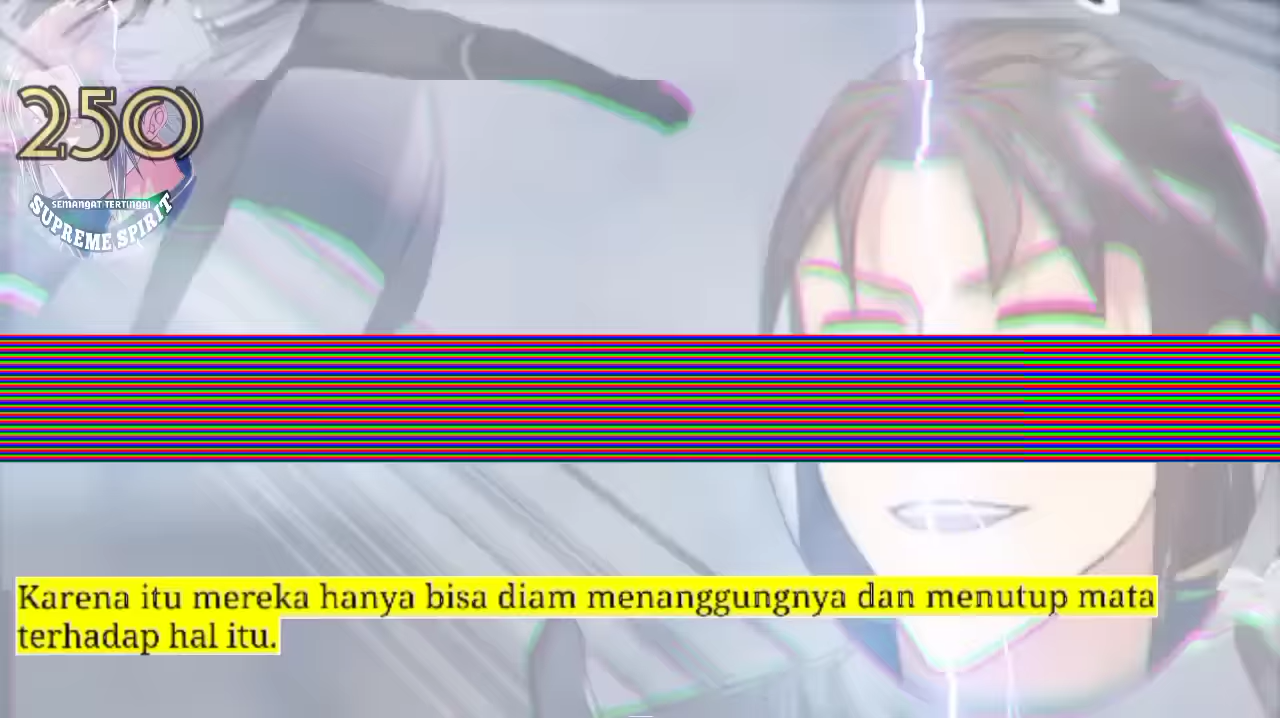 250
SEMANGAT TERTINGGI
SUPREME SPIRIT
Karena itu mereka hanya bisa diam menanggungnya dan menutup mata
terhadap hal itu.